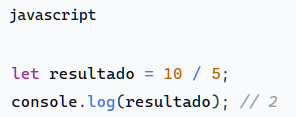 javascript
let resultado = 10 / 5;
console.log(resultado); // 2